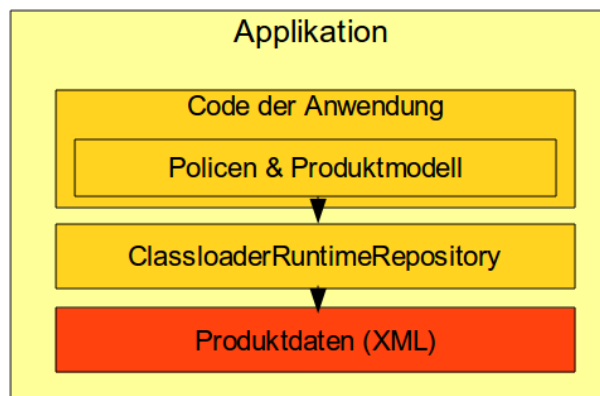 Applikation
Code der Anwendung
Policen & Produktmodell
ClassloaderRuntimeRepository
Produktdaten (XML)